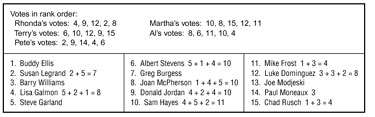 Votes in rank order:
Rhonda's votes: 4, 9, 12, 2, 8
Martha's votes: 10, 8, 15, 12, 11
Terry's votes: 6, 10, 12, 9, 15
Al's votes: 8, 6, 11, 10, 4
Pete's votes: 2, 9, 14, 4, 6
1. Buddy Ellis
2. Susan Legrand 2 + 5 = 7
3. Barry Williams
4. Lisa Galmon 5 + 2 + 1 = 8
5. Steve Garland
6. Albert Stevens 5 + 1 + 4 = 10
7. Greg Burgess
8. Joan McPherson 1 + 4 + 5 = 10
9. Donald Jordan 4 + 2 + 4 = 10
10. Sam Hayes 4 + 5 + 2 = 11
11. Mike Frost 1 + 3 = 4
12. Luke Dominguez 3 + 3 + 2 = 8
13. Joe Modjeski
14. Paul Moneaux 3
15. Chad Rusch 1 + 3 = 4